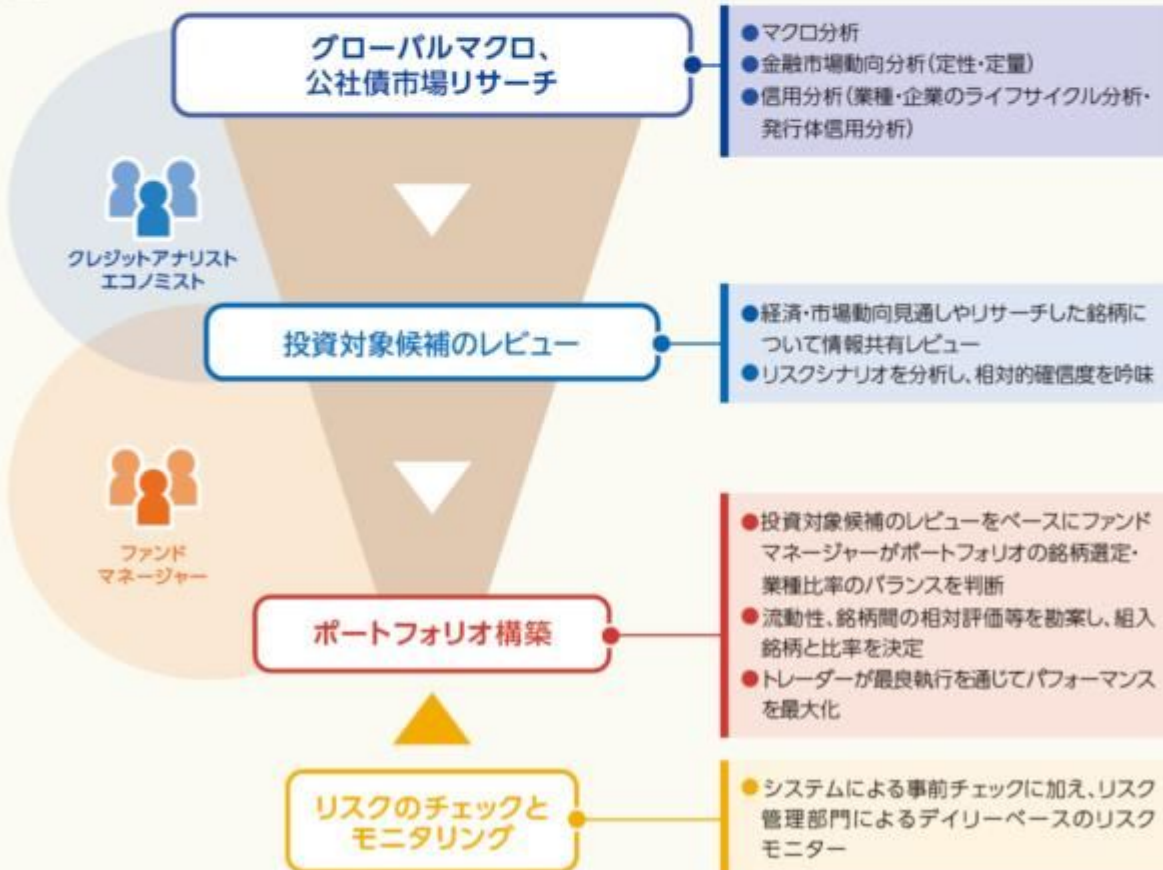 グローバルマクロ、
公社債市場リサーチ
●マクロ分析
●金融市場動向分析(定性・定量)
●信用分析(業種・企業のライフサイクル分析・
発行体信用分析)
クレジットアナリスト
エコノミスト
投資対象候補のレビュー
●経済・市場動向見通しやリサーチした銘柄に
ついて情報共有レビュー
●リスクシナリオを分析し、相対的確信度を吟味
ファンド
マネージャー
ポートフォリオ構築
●投資対象候補のレビューをベースにファンド
マネージャーがポートフォリオの銘柄選定・
業種比率のバランスを判断
●流動性、銘柄間の相対評価等を勘案し、組入
銘柄と比率を決定
●トレーダーが最良執行を通じてパフォーマンス
を最大化
リスクのチェックと
モニタリング
●システムによる事前チェックに加え、リスク
管理部門によるデイリーベースのリスク
モニター